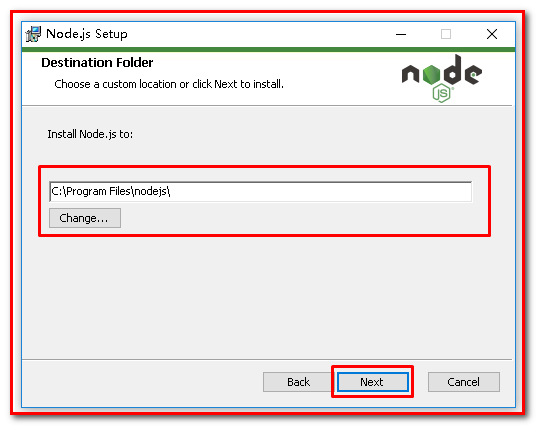 Node.js Setup
Destination Folder
Choose a custom location or click Next to install.
node
JS
Install Node.js to:
C:\Program Files\nodejs\
Change...
Back
Next
Cancel